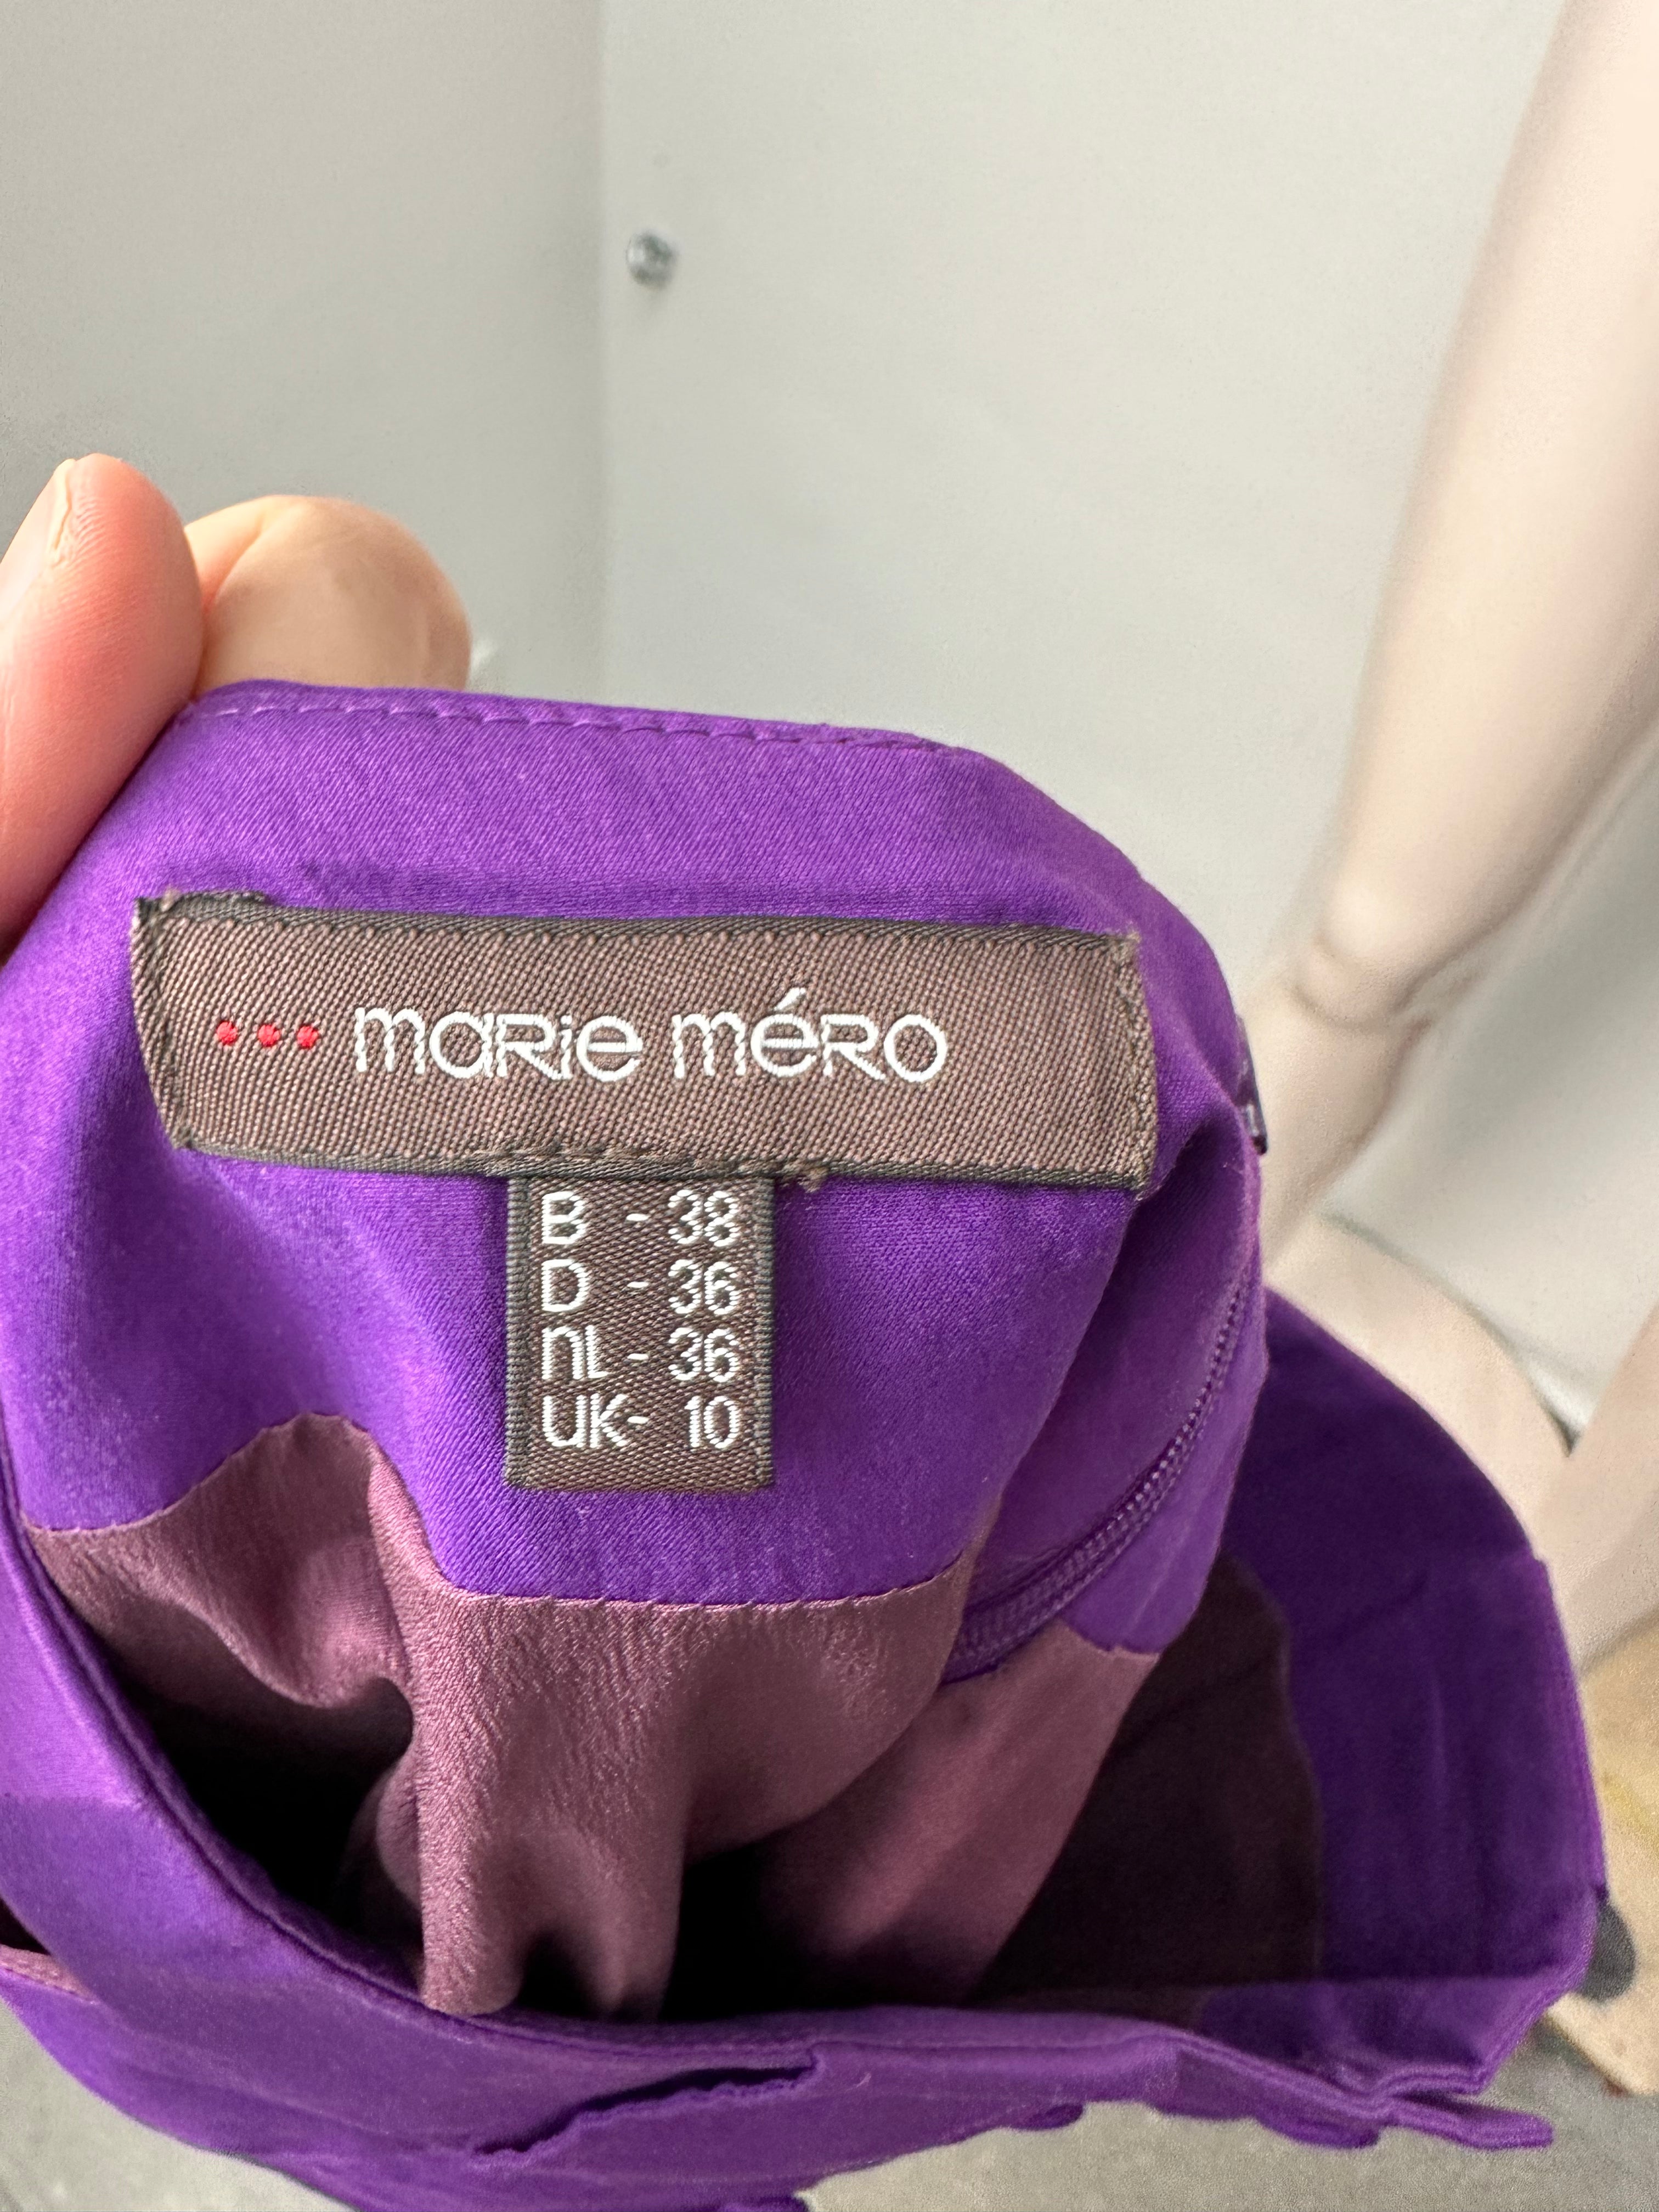 marie méro
B - 38
D - 36
NL - 36
UK - 10